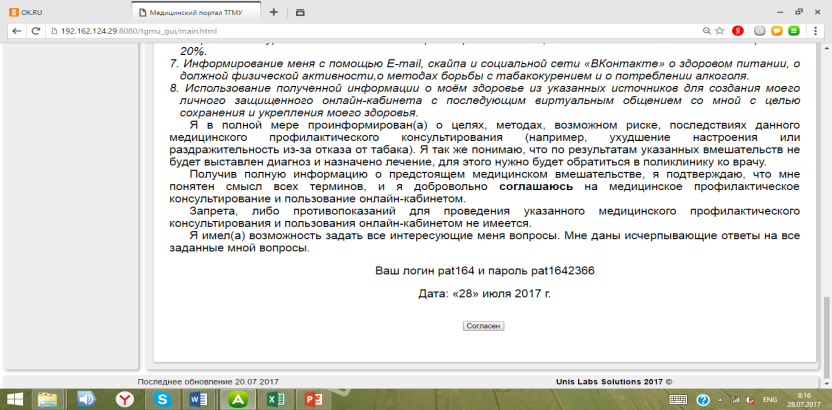 OK.RU
Медицинский портал ТГМУ
192.162.124.29:8080/tgmu_gui/main.html
20%.
7. Информирование меня с помощью E-mail, скайпа и социальной сети «ВКонтакте» о здоровом питании, о
должной физической активности,о методах борьбы с табакокурением и о потреблении алкоголя.
8. Использование полученной информации о моём здоровье из указанных источников для создания моего
личного защищенного онлайн-кабинета с последующим виртуальным общением со мной с целью
сохранения и укрепления моего здоровья.
Я в полной мере проинформирован(а) о целях, методах, возможном риске, последствиях данного
медицинского профилактического консультирования (например, ухудшение настроения или
раздражительность из-за отказа от табака). Я так же понимаю, что по результатам указанных вмешательств не
будет выставлен диагноз и назначено лечение, для этого нужно будет обратиться в поликлинику ко врачу.
Получив полную информацию о предстоящем медицинском вмешательстве, я подтверждаю, что мне
понятен смысл всех терминов, и я добровольно соглашаюсь на медицинское профилактическое
консультирование и пользование онлайн-кабинетом.
Запрета, либо противопоказаний для проведения указанного медицинского профилактического
консультирования и пользования онлайн-кабинетом не имеется.
Я имел(а) возможность задать все интересующие меня вопросы. Мне даны исчерпывающие ответы на все
заданные мной вопросы.
Ваш логин pat164 и пароль pat1642366
Дата: «28» июля 2017 г.
Согласен
Последнее обновление 20.07.2017
Unis Labs Solutions 2017 ©
ENG
8:16
28.07.2017